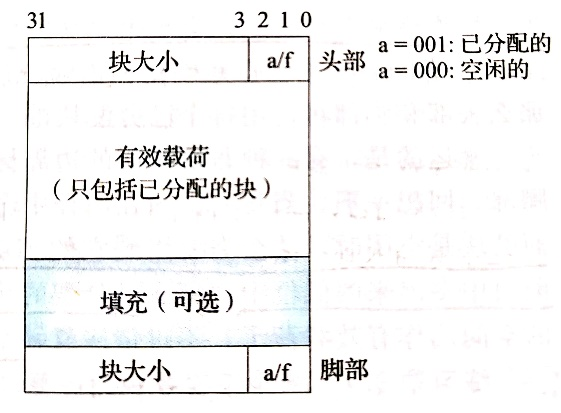 31 3 2 1 0
块大小 a/f 头部 a = 001: 已分配的
a = 000: 空闲的
有效载荷
（只包括已分配的块）
填充（可选）
块大小 a/f 脚部